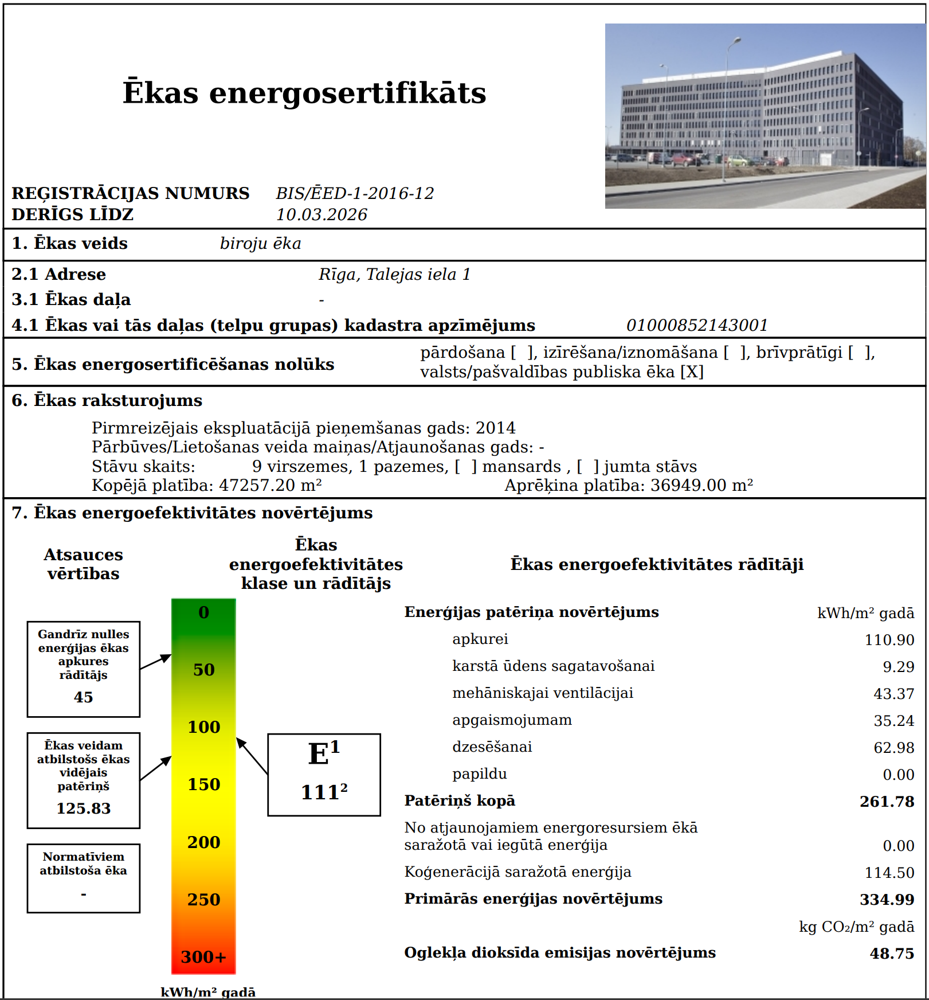 Ēkas energosertifikāts
REĢISTRĀCIJAS NUMURS BIS/ĒED-1-2016-12
DERĪGS LĪDZ 10.03.2026
1. Ēkas veids biroju ēka
2.1 Adrese Rīga, Talejas iela 1
3.1 Ēkas daļa -
4.1 Ēkas vai tās daļas (telpu grupas) kadastra apzīmējums 01000852143001
5. Ēkas energosertificēšanas nolūks
pārdošana [ ], izīrēšana/iznomāšana [ ], brīvprātīgi [ ],
valsts/pašvaldības publiska ēka [X]
6. Ēkas raksturojums
Pirmreizējais ekspluatācijā pieņemšanas gads: 2014
Pārbūves/Lietošanas veida maiņas/Atjaunošanas gads: -
Stāvu skaits: 9 virszemes, 1 pazemes, [ ] mansards , [ ] jumta stāvs
Kopējā platība: 47257.20 m² Aprēķina platība: 36949.00 m²
7. Ēkas energoefektivitātes novērtējums
Atsauces
vērtības
Gandrīz nulles
enerģijas ēkas
apkures
rādītājs
45
Ēkas veidam
atbilstošs ēkas
vidējais
patēriņš
125.83
Normatīviem
atbilstoša ēka
-
0
50
100
150
200
250
300+
kWh/m² gadā
Ēkas
energoefektivitātes
klase un rādītājs
E¹
111²
Ēkas energoefektivitātes rādītāji
Enerģijas patēriņa novērtējums kWh/m² gadā
apkurei 110.90
karstā ūdens sagatavošanai 9.29
mehāniskajai ventilācijai 43.37
apgaismojumam 35.24
dzesēšanai 62.98
papildu 0.00
Patēriņš kopā 261.78
No atjaunojamiem energoresursiem ēkā
saražotā vai iegūtā enerģija 0.00
Koģenerācijā saražotā enerģija 114.50
Primārās enerģijas novērtējums 334.99
kg CO₂/m² gadā
Oglekļa dioksīda emisijas novērtējums 48.75